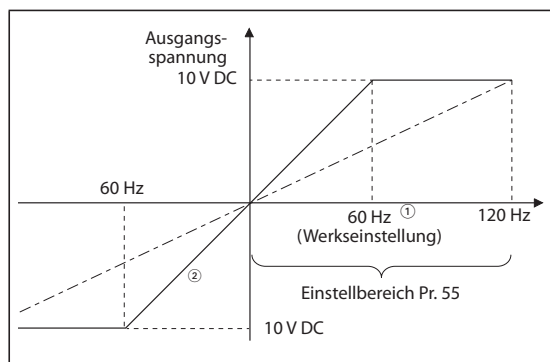 Ausgangs-
spannung
10 V DC
60 Hz
60 Hz ①
120 Hz
(Werkseinstellung)
②
Einstellbereich Pr. 55
10 V DC